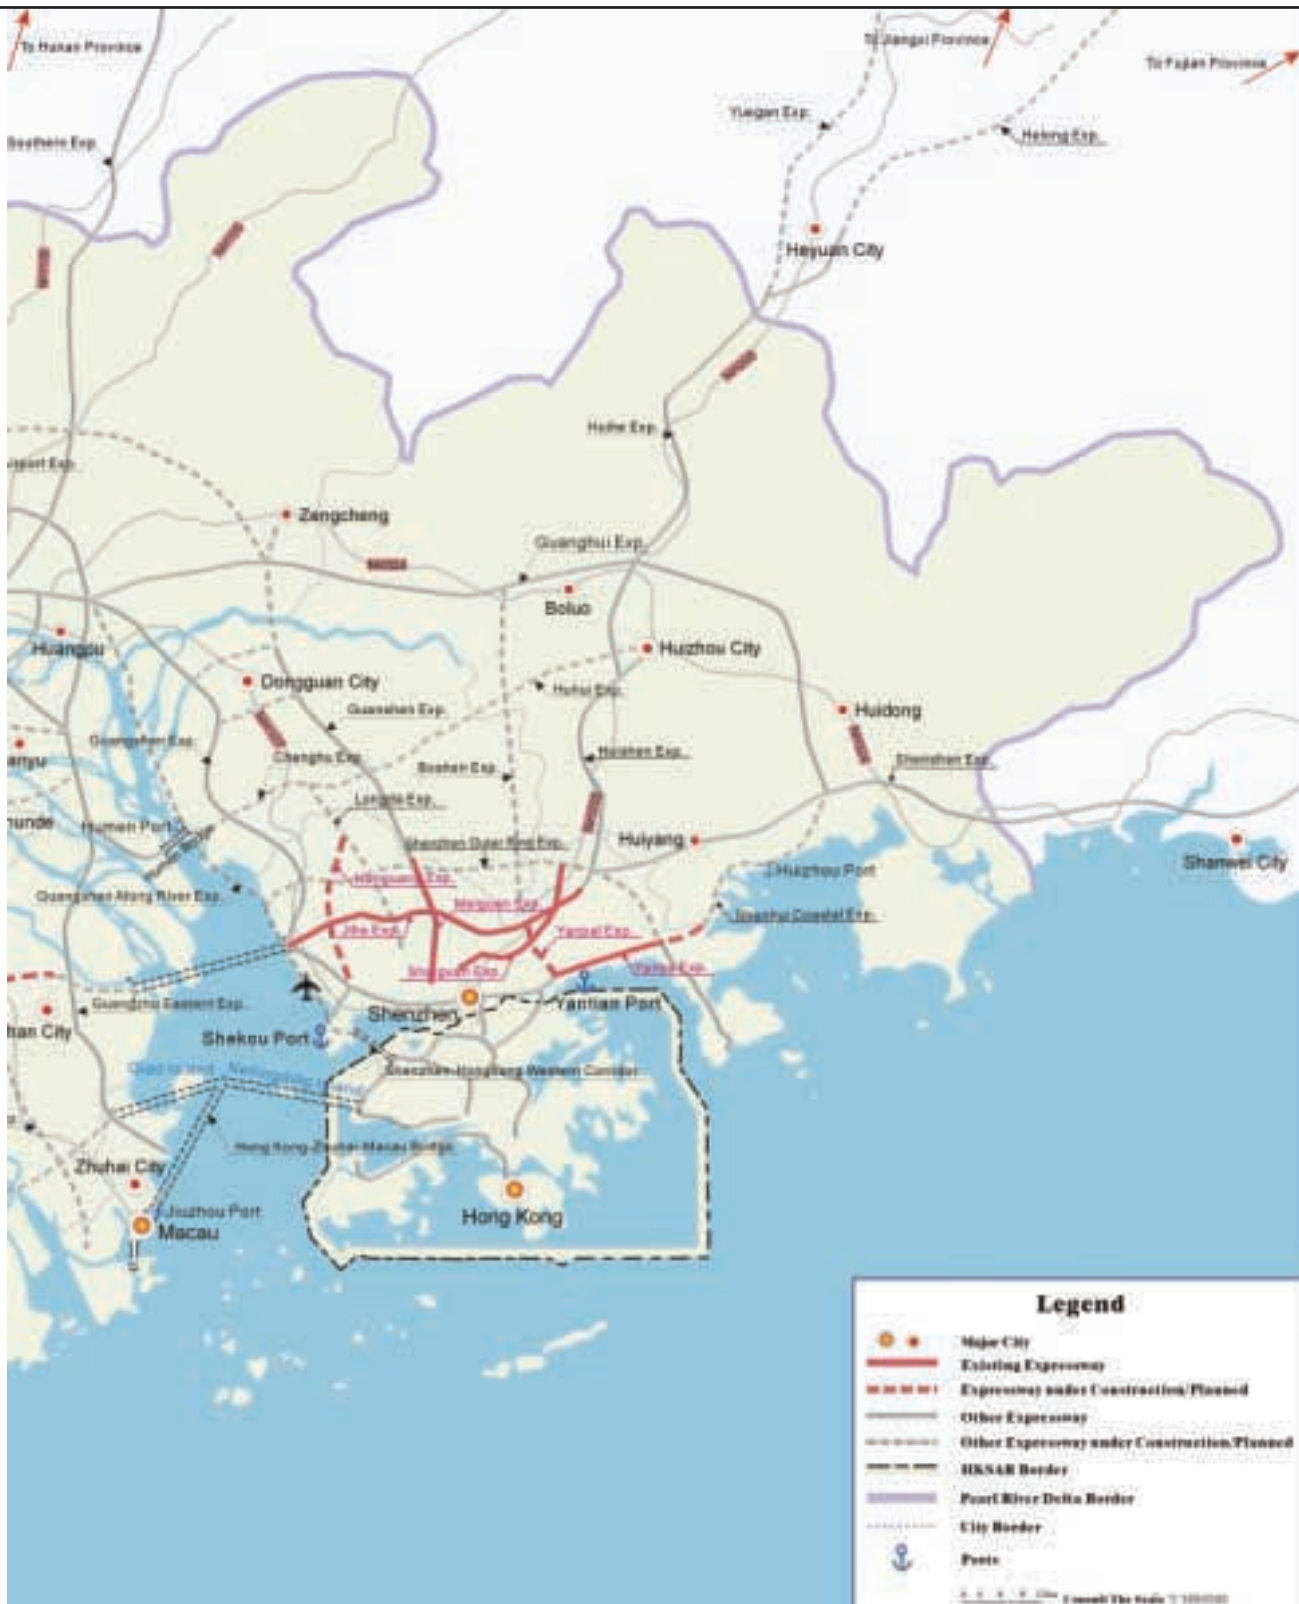 To Hunan Province
To Jiangxi Province
To Fujian Province
Yuegan Exp.
Southern Exp.
Heyuan City
Huihe Exp.
Zengcheng
Guanghui Exp.
Boluo
Huangpu
Huizhou City
Dongguan City
Huidong
Guanshen Exp.
Guangshen Exp.
Huishen Exp.
Shenshan Exp.
Boshen Exp.
Longda Exp.
Humen Port
Shenzhen Outer Ring Exp.
Huiyang
Huizhou Port
Shanwei City
Guangshen Along River Exp.
Nanguang Exp.
Meiguan Exp.
Jihe Exp.
Yanpai Exp.
Shuiguan Exp.
Yanba Exp.
Guangzhu Eastern Exp.
han City
Shenzhen
Yantian Port
Shekou Port
Shenzhen-Hongkong Western Corridor
Hong Kong-Zhuhai-Macau Bridge
Zhuhai City
Jiuzhou Port
Macau
Hong Kong
Legend
Major City
Existing Expressway
Expressway under Construction/Planned
Other Expressway
Other Expressway under Construction/Planned
HKSAR Border
Pearl River Delta Border
City Border
Ports